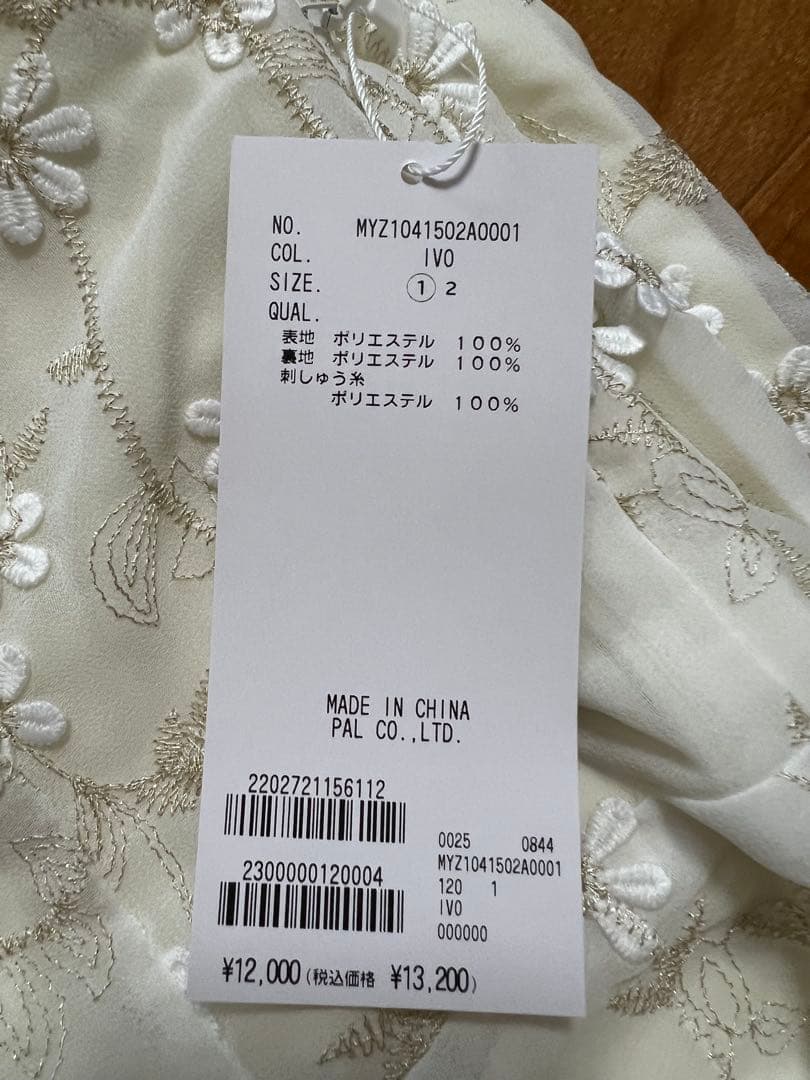 NO. MYZ1041502A0001
COL. IVO
SIZE. ① 2
QUAL.
表地 ポリエステル 100%
裏地 ポリエステル 100%
刺しゅう糸
ポリエステル 100%
MADE IN CHINA
PAL CO.,LTD.
2202721156112
2300000120004
0025 0844
MYZ1041502A0001
120 1
IVO
000000
¥12,000(税込価格 ¥13,200)